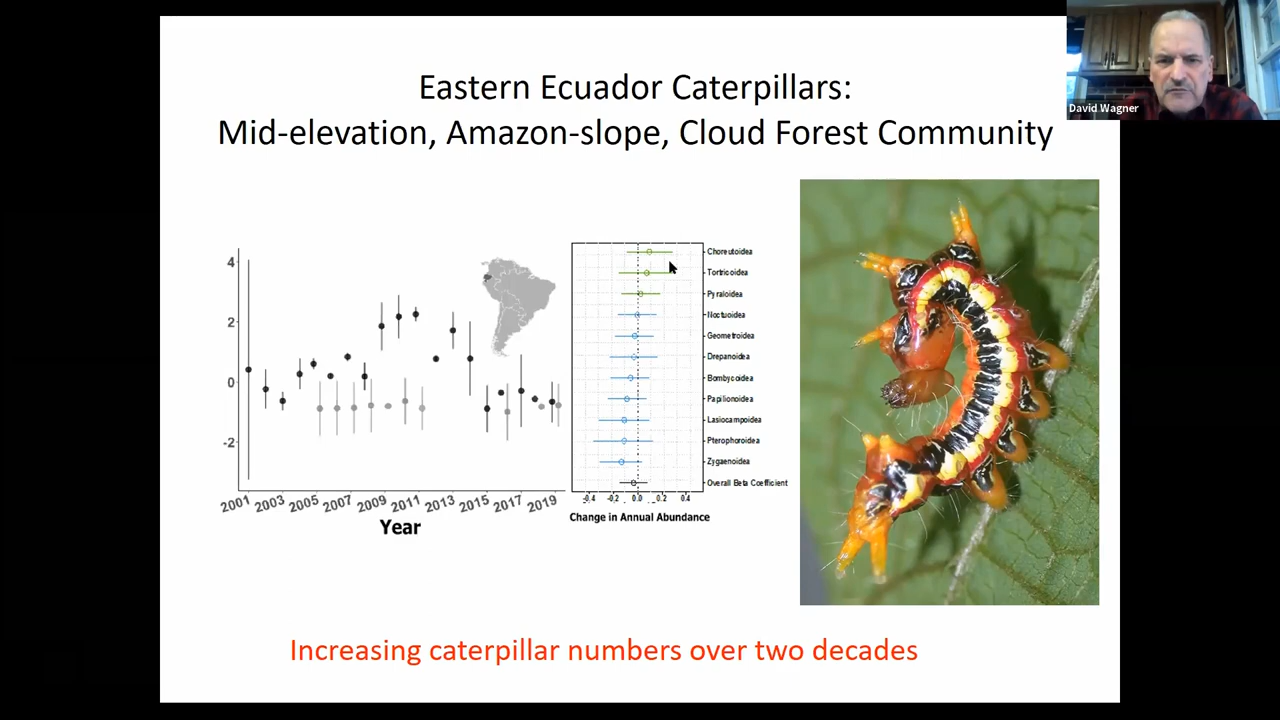 David Wagner
Eastern Ecuador Caterpillars:
Mid-elevation, Amazon-slope, Cloud Forest Community
4
2
0
-2
2001 2003 2005 2007 2009 2011 2013 2015 2017 2019
Year
Choreutoidea
Tortricoidea
Pyraloidea
Noctuoidea
Geometroidea
Drepanoidea
Bombycoidea
Papilionoidea
Lasiocampoidea
Pterophoroidea
Zygaenoidea
Overall Beta Coefficient
-0.4 -0.2 0.0 0.2 0.4
Change in Annual Abundance
Increasing caterpillar numbers over two decades